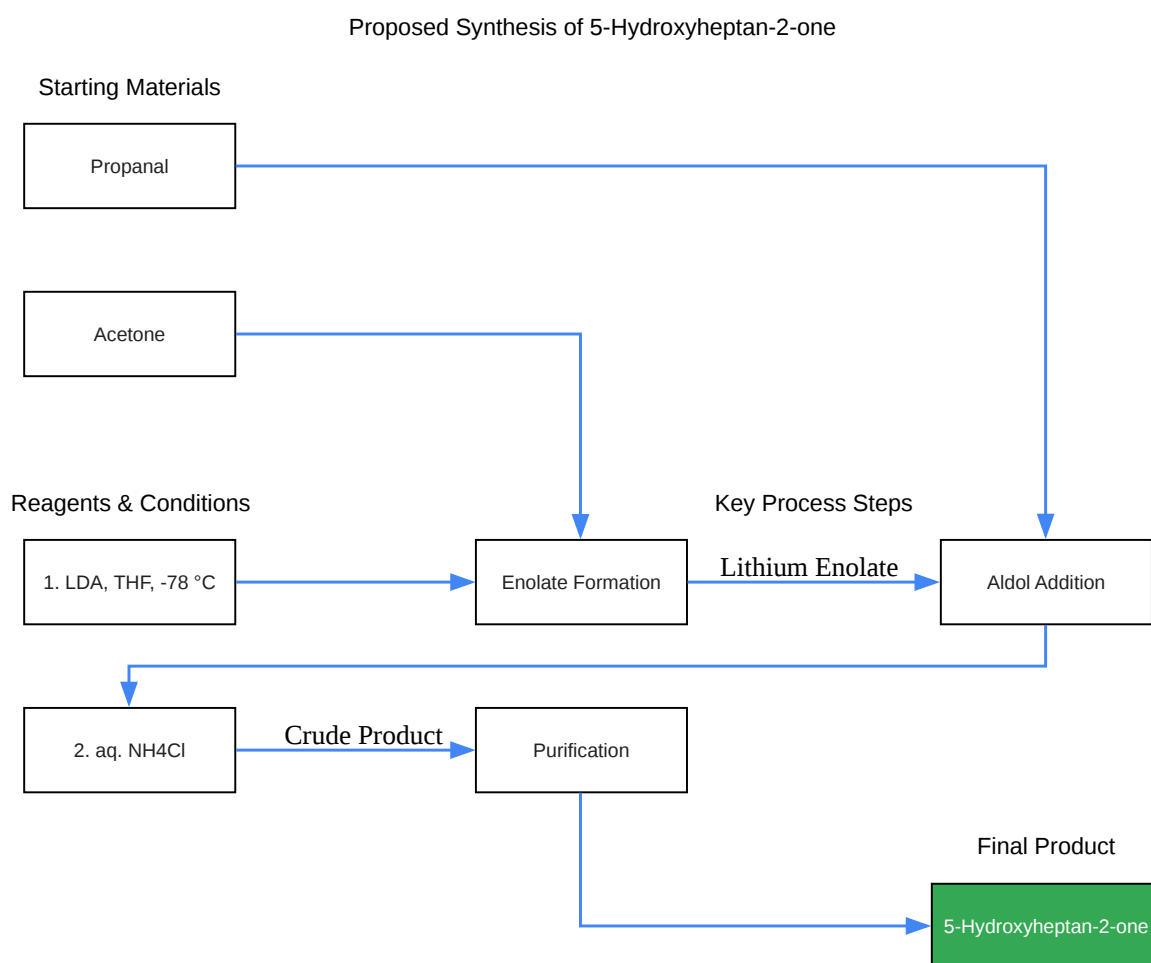 Proposed Synthesis of 5-Hydroxyheptan-2-one
Starting Materials
Propanal
Acetone
Reagents & Conditions
Key Process Steps
1. LDA, THF, -78 °C
Enolate Formation
Lithium Enolate
Aldol Addition
2. aq. NH4Cl
Crude Product
Purification
Final Product
5-Hydroxyheptan-2-one